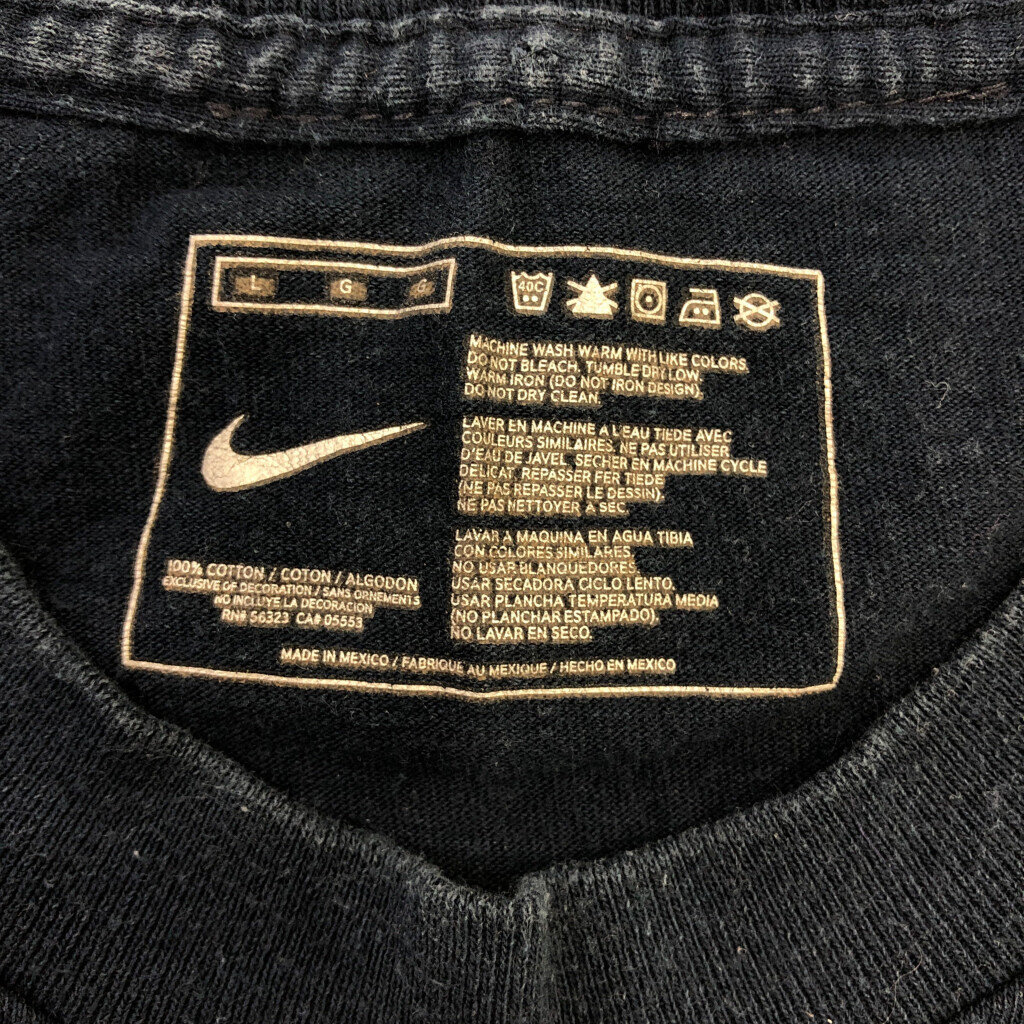 L G G
40C
MACHINE WASH WARM WITH LIKE COLORS.
DO NOT BLEACH. TUMBLE DRY LOW.
WARM IRON (DO NOT IRON DESIGN).
DO NOT DRY CLEAN.
LAVER EN MACHINE A L'EAU TIEDE AVEC
COULEURS SIMILAIRES. NE PAS UTILISER
D'EAU DE JAVEL. SECHER EN MACHINE CYCLE
DELICAT. REPASSER FER TIEDE
(NE PAS REPASSER LE DESSIN).
NE PAS NETTOYER A SEC.
LAVAR A MAQUINA EN AGUA TIBIA
CON COLORES SIMILARES.
NO USAR BLANQUEDORES.
USAR SECADORA CICLO LENTO.
USAR PLANCHA TEMPERATURA MEDIA
(NO PLANCHAR ESTAMPADO).
NO LAVAR EN SECO.
100% COTTON / COTON / ALGODON
EXCLUSIVE OF DECORATION / SANS ORNEMENTS
NO INCLUYE LA DECORACION
RN# 56323 CA# 05553
MADE IN MEXICO / FABRIQUE AU MEXIQUE / HECHO EN MEXICO